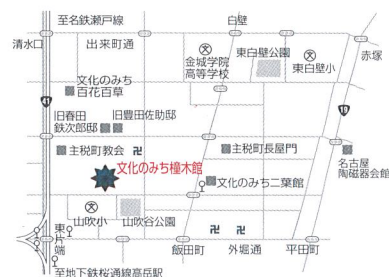 至名鉄瀬戸線
白壁
清水口
出来町通
赤塚
文
金城学院
高等学校
東白壁公園
文
東白壁小
文化のみち
百花百草
41
旧春田
鉄次郎邸
旧豊田佐助邸
19
主税町教会
卍
文化のみち橦木館
主税町長屋門
名古屋
陶磁器会館
文化のみち二葉館
文
山吹小
山吹谷公園
東片端
卍
卍
飯田町
外堀通
平田町
至地下鉄桜通線高岳駅